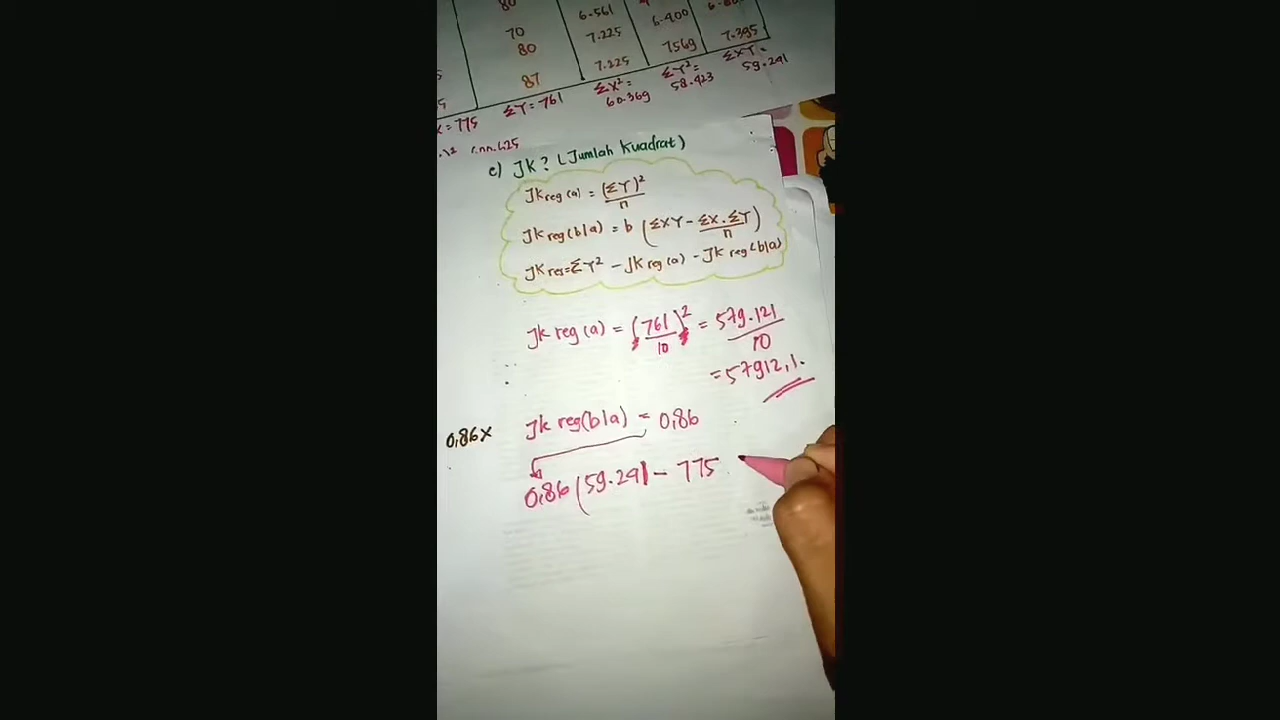 80
6.561
6.400
70
7.225
7.395
80
7569
7.225
87
ΣXY = 59.291
ΣY² = 58.423
ΣX² = 60.369
ΣY = 761
= 775
e) Jk? (Jumlah Kuadrat)
Jk reg (a) = (ΣY)² / n
Jk reg (b|a) = b (ΣXY - ΣX . ΣY / n)
Jk res = ΣY² - Jk reg (a) - Jk reg (b|a)
Jk reg (a) = (761 / 10)² = 579.121 / 10
= 57912,1.
0,86x
Jk reg (b|a) = 0,86
0,86 (59.291 - 775